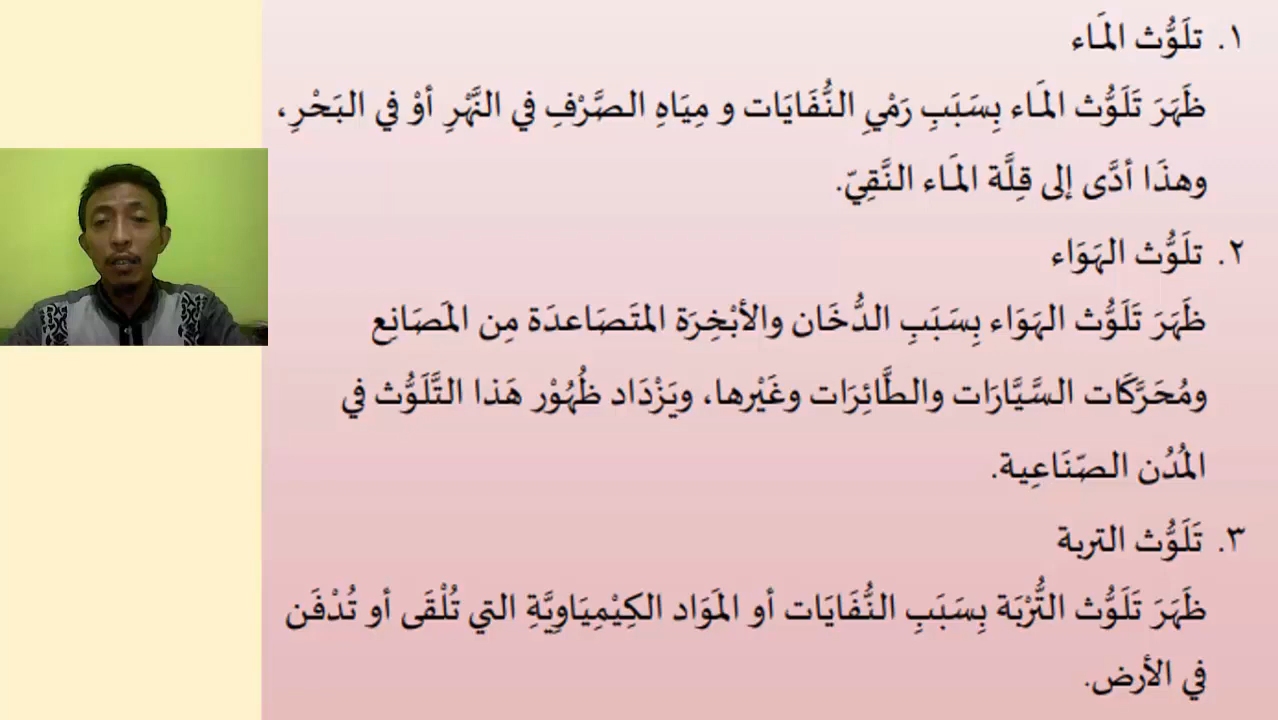 ١. تلَوُّث المَاء
ظَهَرَ تَلَوُّث المَاء بِسَبَبِ رَمْيِ النُّفَايَات و مِيَاهِ الصَّرْفِ في النَّهْرِ أوْ في البَحْرِ،
وهذَا أدَّى إلى قِلَّة المَاء النَّقِيّ.
٢. تلَوُّث الهَوَاء
ظَهَرَ تَلَوُّث الهَوَاء بِسَبَبِ الدُّخَان والأبْخِرَة المتَصَاعدَة مِن المَصَانِع
ومُحَرَّكَات السَّيَّارَات والطَّائِرَات وغَيْرها، ويَزْدَاد ظُهُوْر هَذا التَّلَوُّث في
المُدُن الصّنَاعِية.
٣. تَلَوُّث التربة
ظَهَرَ تَلَوُّث التُّرْبَة بِسَبَبِ النُّفَايَات أو المَوَاد الكِيْمِيَاوِيَّةِ التي تُلْقَى أو تُدْفَن
في الأرض.